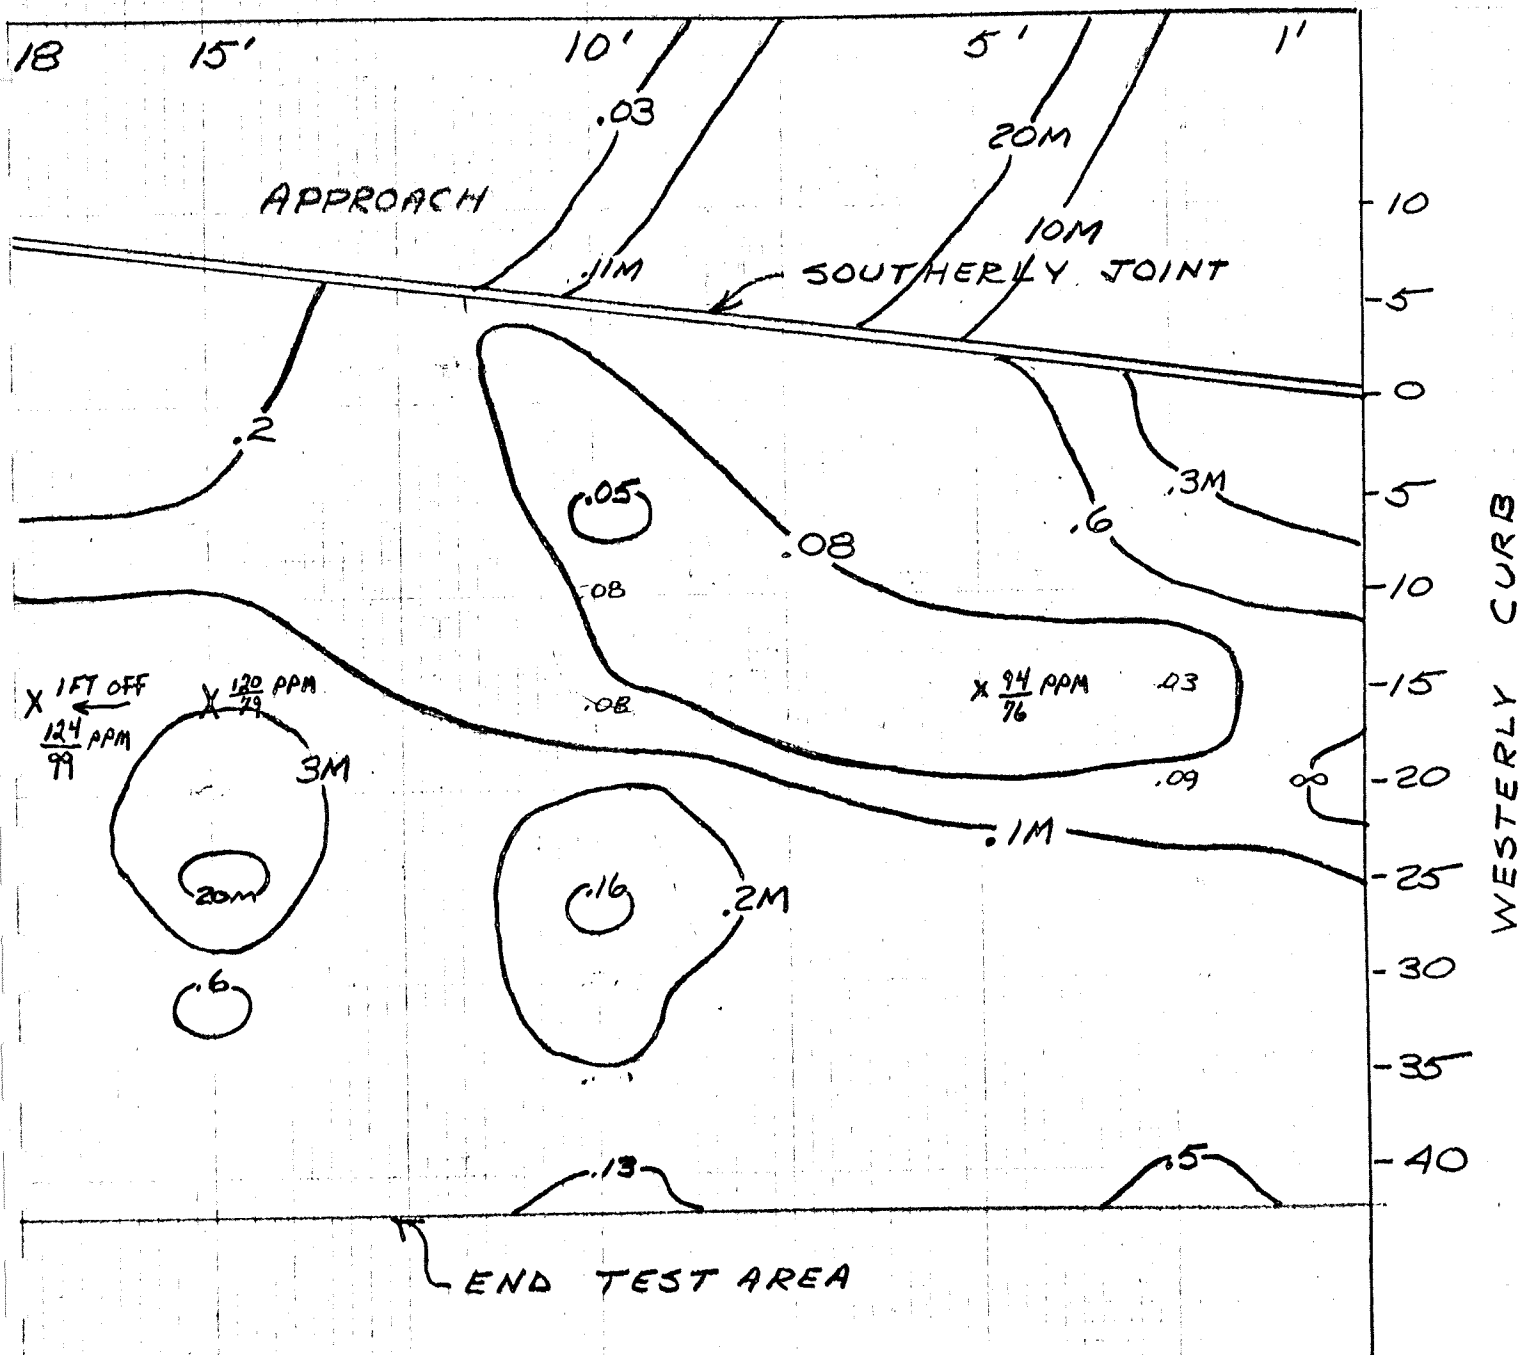 18 15' 10' 5' 1'
.03
20M
APPROACH
10
10M
.11M
SOUTHERLY JOINT
5
0
.2
.3M
.05
5
.6
.08
.08
10
WESTERLY CURB
X 1FT OFF
124/99 PPM
X 120/79 PPM
X 94/76 PPM
.03
15
.08
3M
.09
∞
20
.1M
20M
.16
.2M
25
.6
30
35
.13
.5
40
END TEST AREA